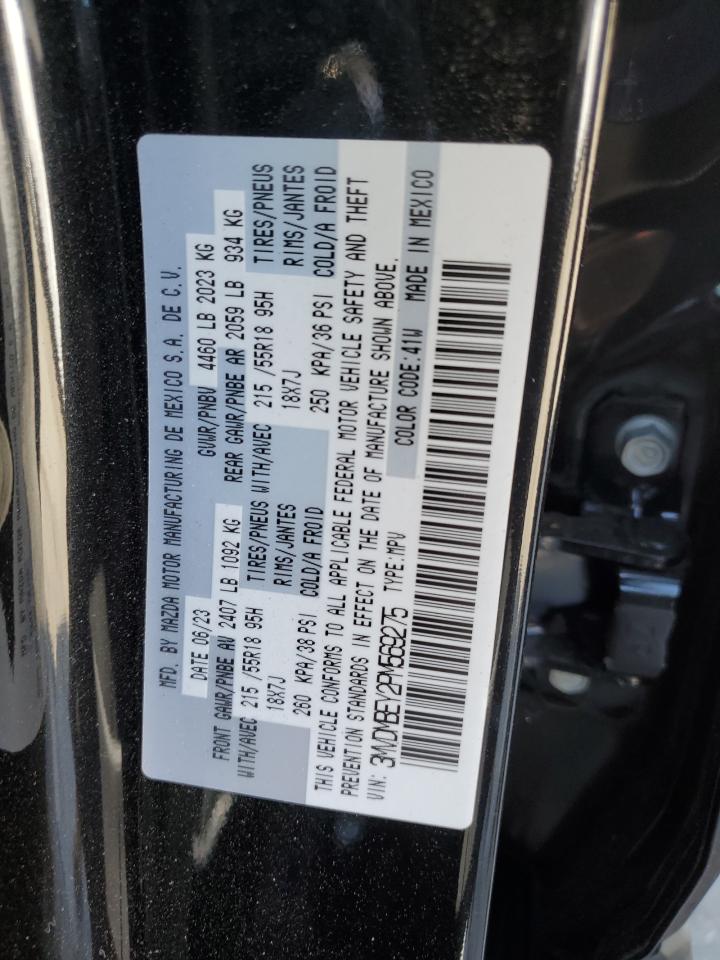 MFD. BY MAZDA MOTOR MANUFACTURING DE MEXICO S.A. DE C.V.
DATE 06/23 GVWR/PNBV 4460 LB 2023 KG
FRONT GAWR/PNBE AV 2407 LB 1092 KG REAR GAWR/PNBE AR 2059 LB 934 KG
WITH/AVEC 215 /55R18 95H TIRES/PNEUS WITH/AVEC 215 /55R18 95H TIRES/PNEUS
18X7J RIMS/JANTES 18X7J RIMS/JANTES
260 KPA/38 PSI COLD/A FROID 250 KPA/36 PSI COLD/A FROID
THIS VEHICLE CONFORMS TO ALL APPLICABLE FEDERAL MOTOR VEHICLE SAFETY AND THEFT
PREVENTION STANDARDS IN EFFECT ON THE DATE OF MANUFACTURE SHOWN ABOVE.
VIN: 3MVDMBEY2PM569275 TYPE:MPV COLOR CODE:41W MADE IN MEXICO